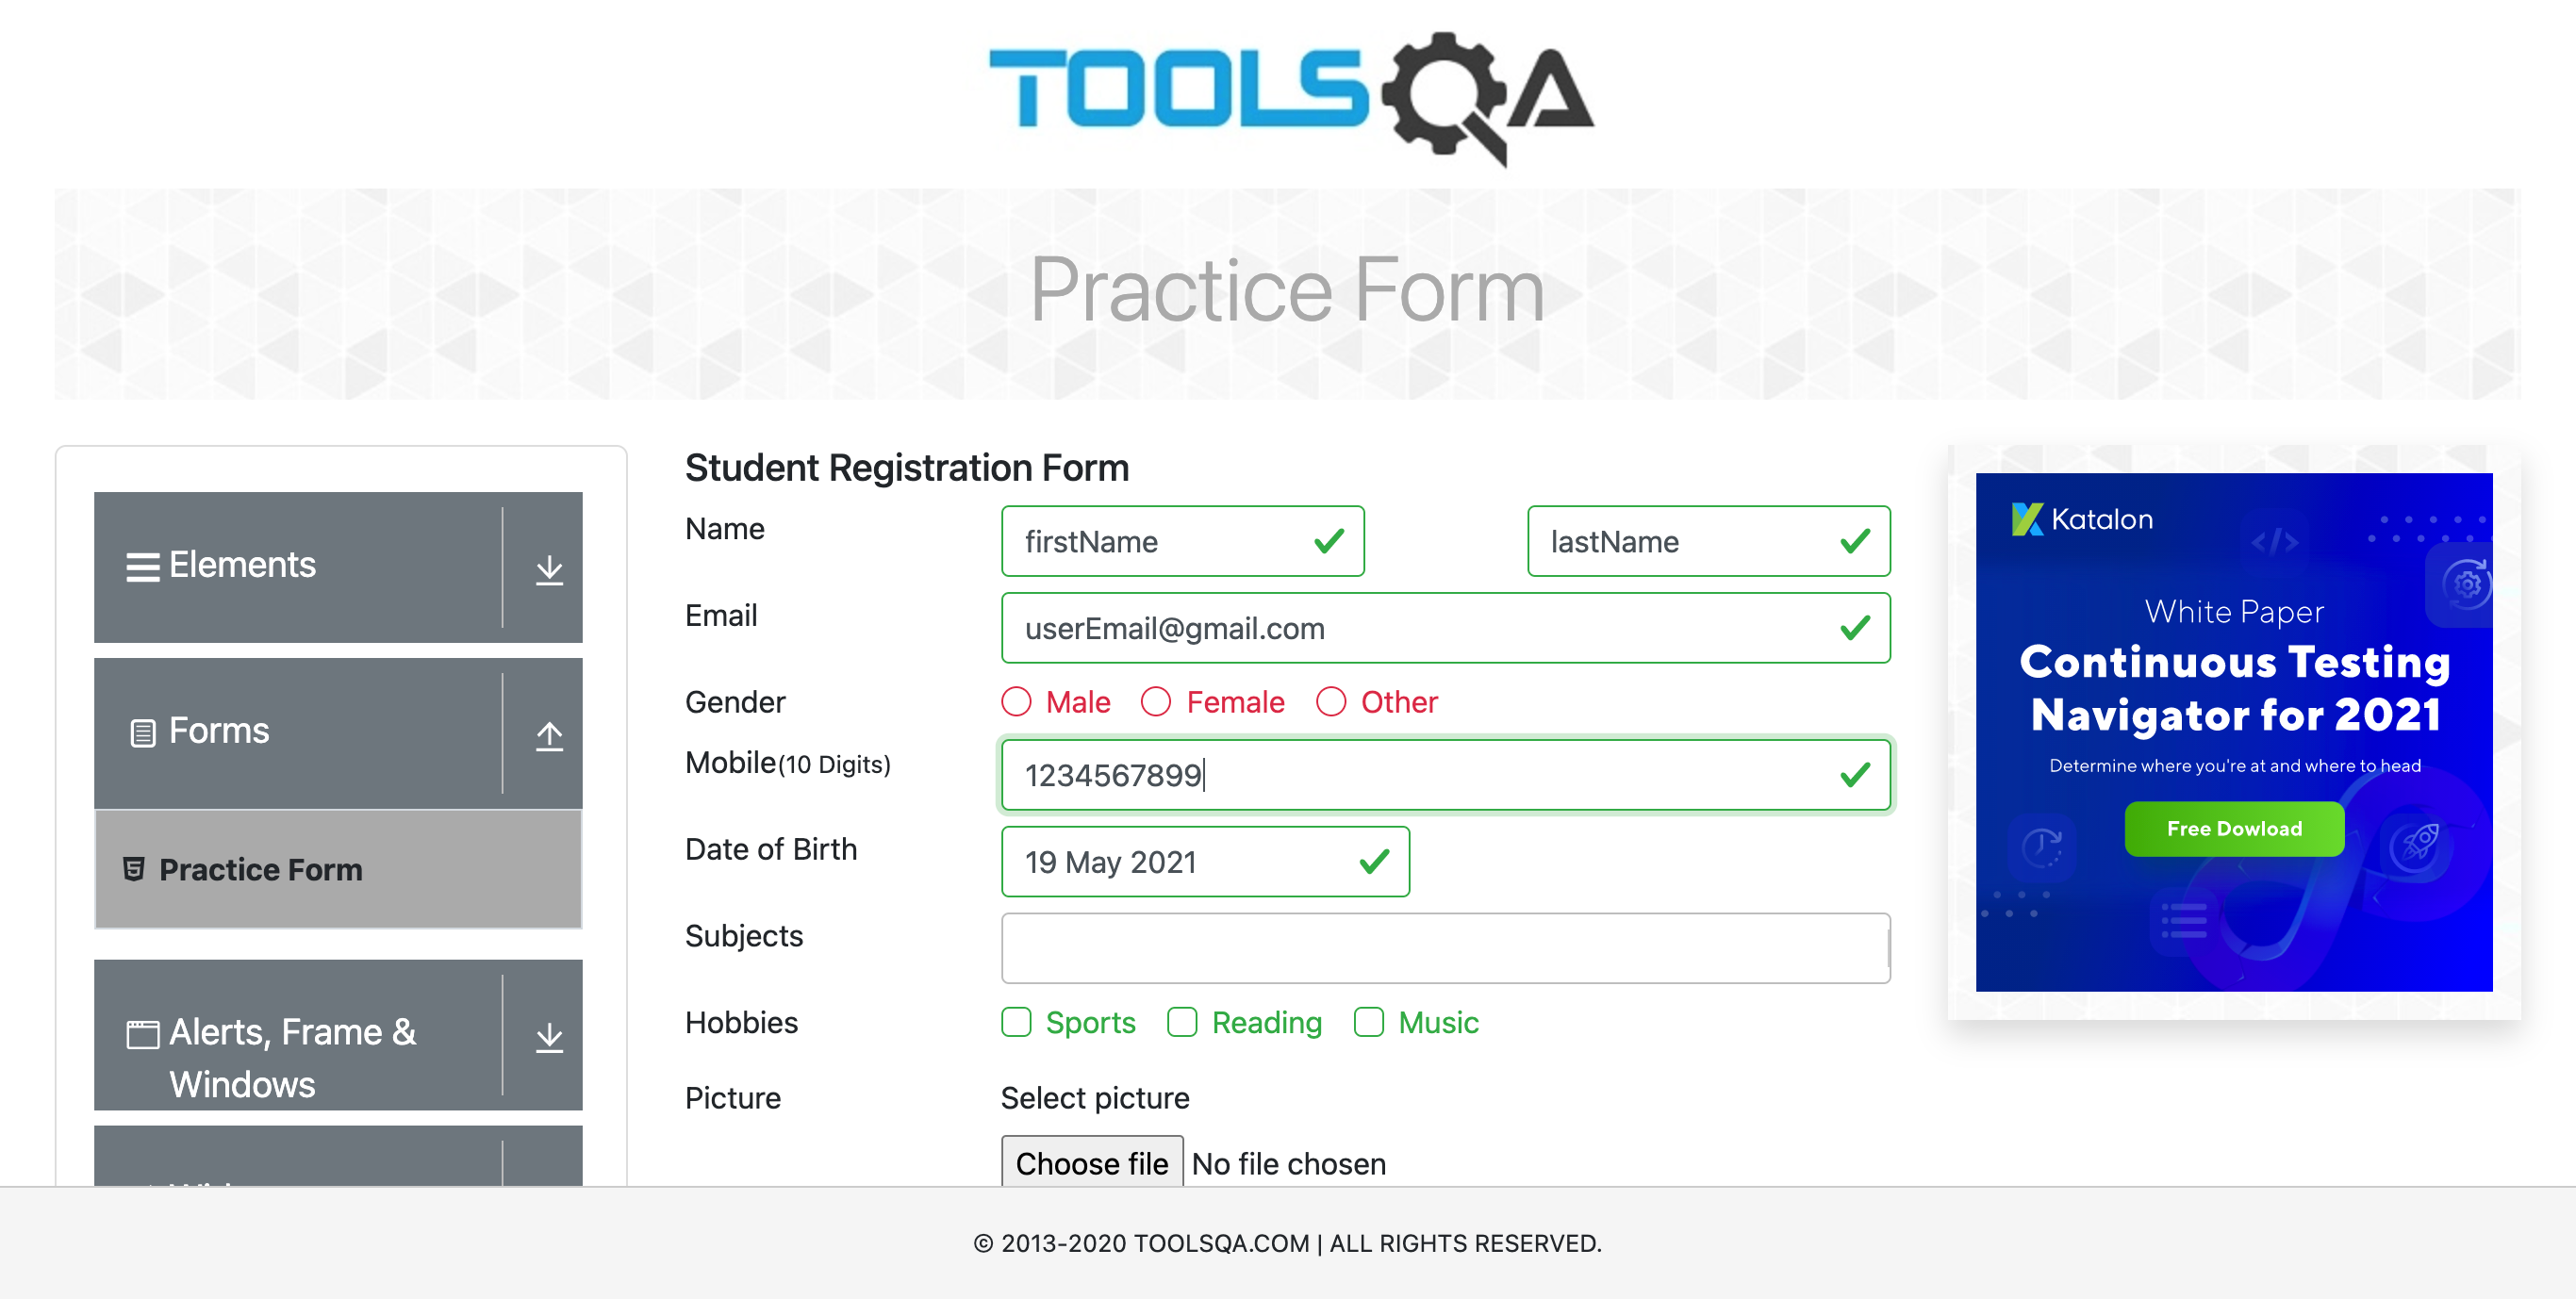 TOOLSQA
Practice Form
Elements
Forms
Practice Form
Alerts, Frame &
Windows
Student Registration Form
Name
firstName
lastName
Email
userEmail@gmail.com
Gender
Male
Female
Other
Mobile(10 Digits)
1234567899
Date of Birth
19 May 2021
Subjects
Hobbies
Sports
Reading
Music
Picture
Select picture
Choose file No file chosen
Katalon
White Paper
Continuous Testing
Navigator for 2021
Determine where you're at and where to head
Free Dowload
© 2013-2020 TOOLSQA.COM | ALL RIGHTS RESERVED.